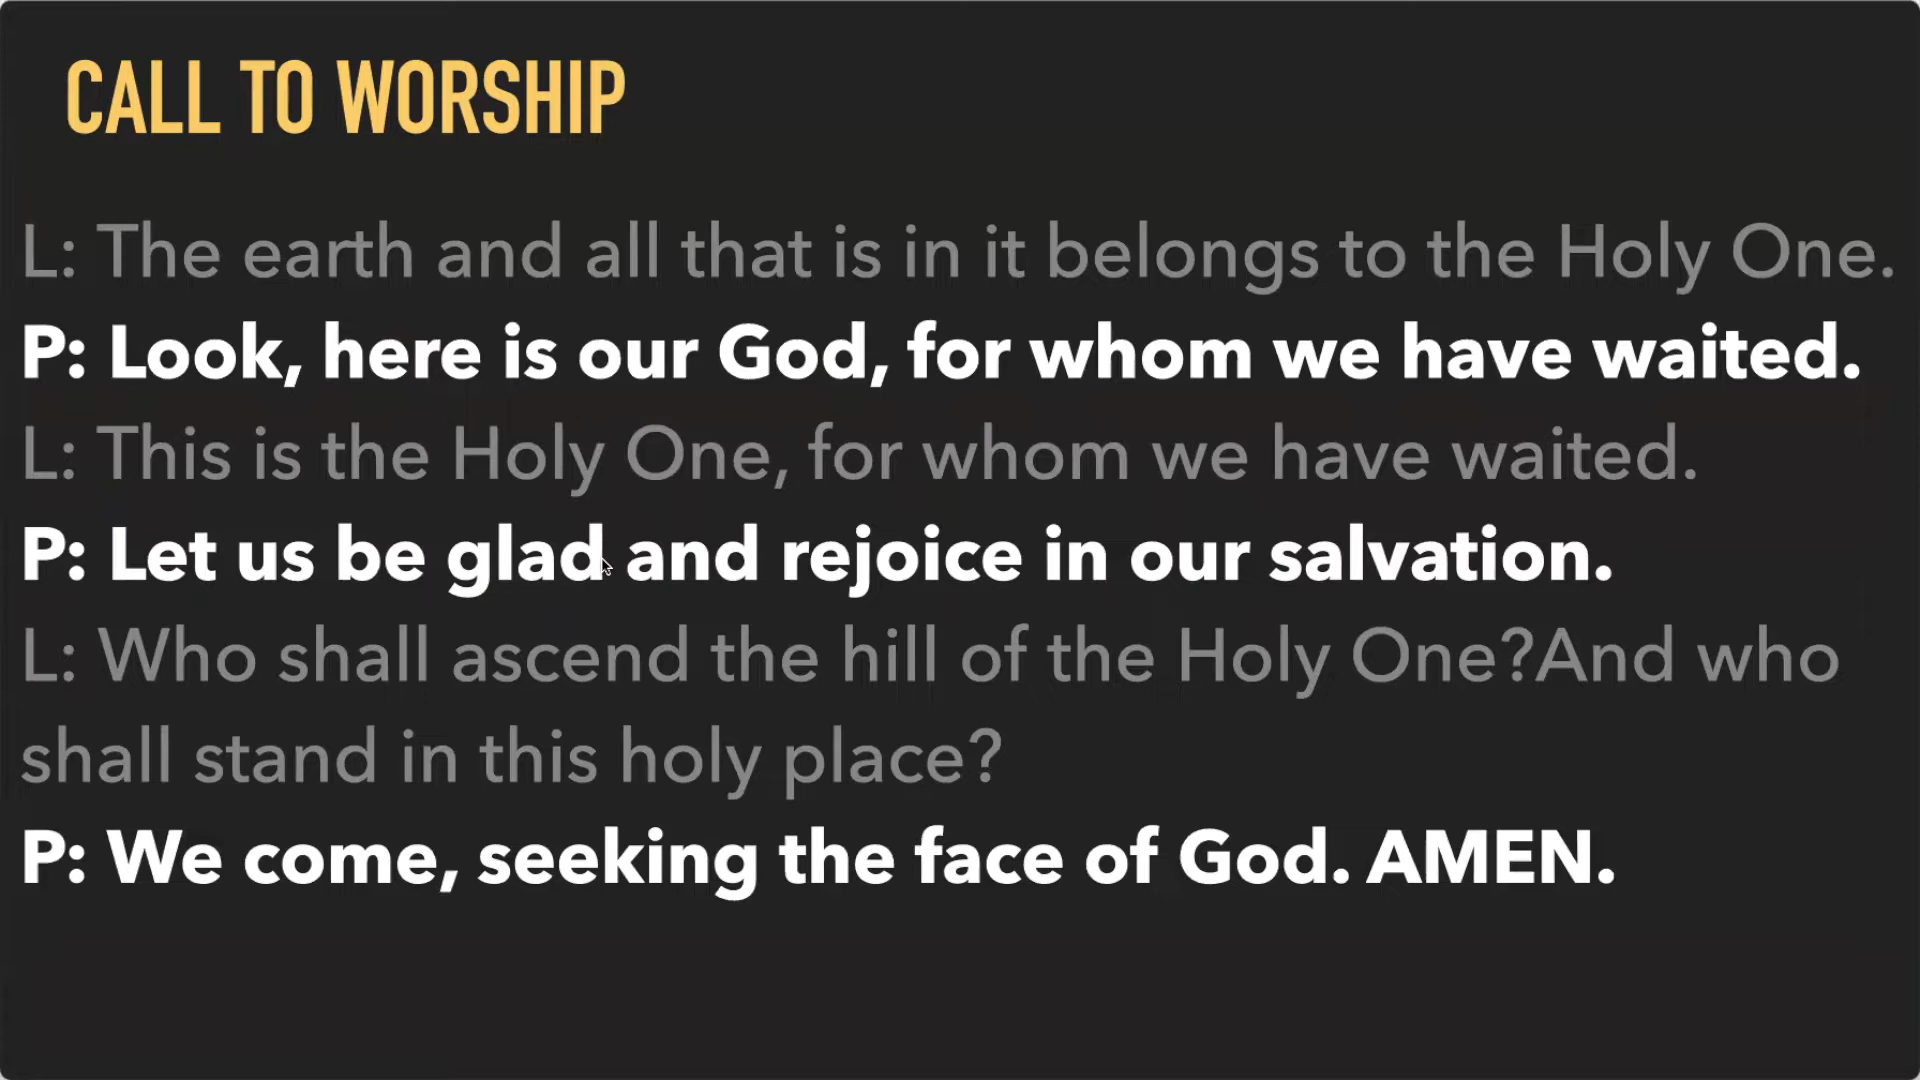 CALL TO WORSHIP
L: The earth and all that is in it belongs to the Holy One.
P: Look, here is our God, for whom we have waited.
L: This is the Holy One, for whom we have waited.
P: Let us be glad and rejoice in our salvation.
L: Who shall ascend the hill of the Holy One?And who
shall stand in this holy place?
P: We come, seeking the face of God. AMEN.